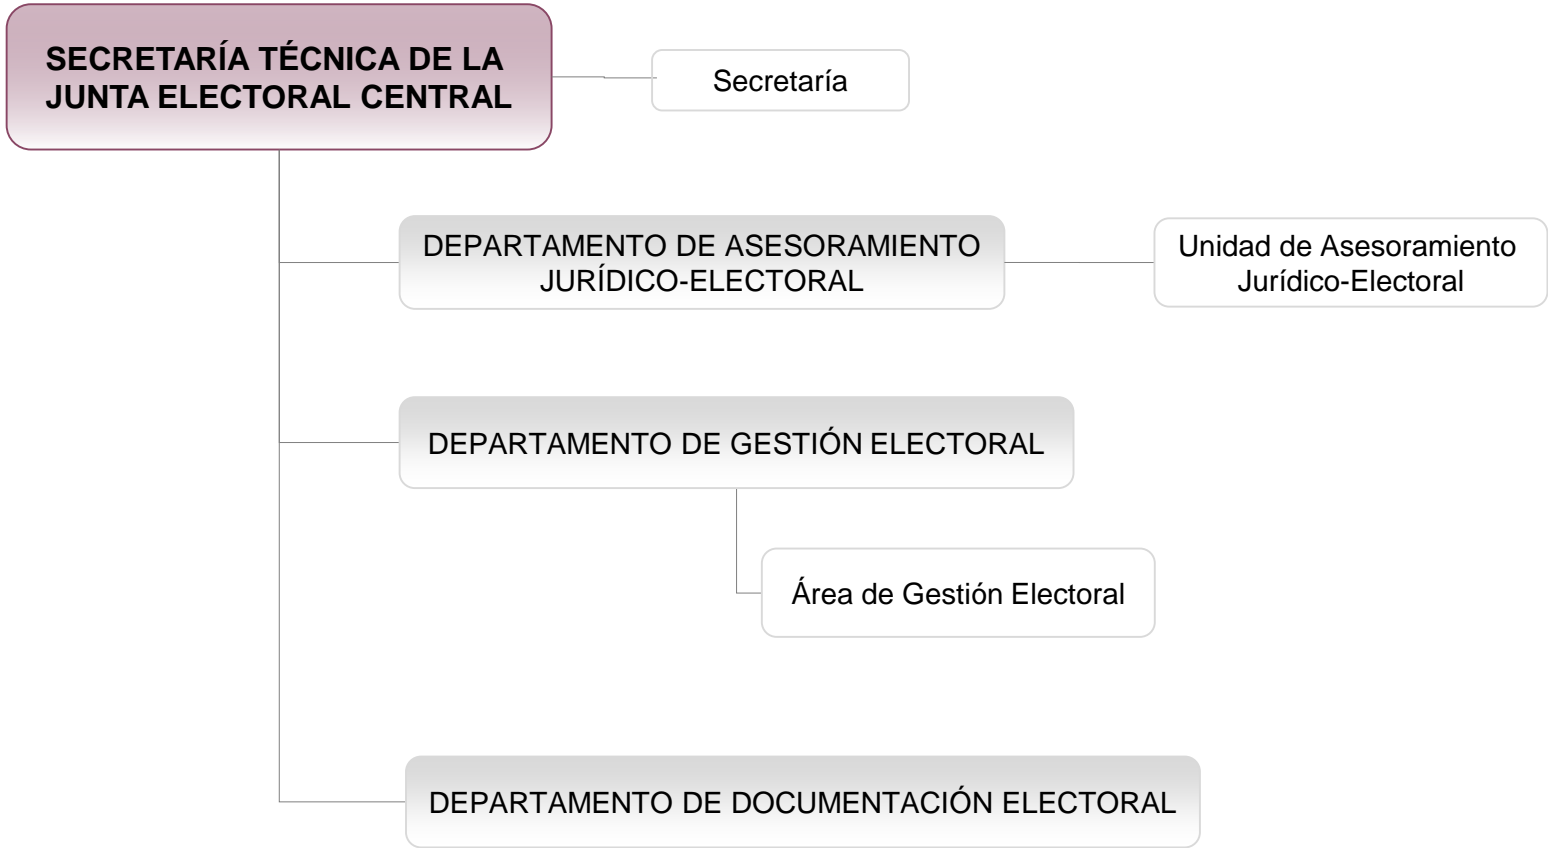 SECRETARÍA TÉCNICA DE LA
JUNTA ELECTORAL CENTRAL
Secretaría
DEPARTAMENTO DE ASESORAMIENTO
JURÍDICO-ELECTORAL
Unidad de Asesoramiento
Jurídico-Electoral
DEPARTAMENTO DE GESTIÓN ELECTORAL
Área de Gestión Electoral
DEPARTAMENTO DE DOCUMENTACIÓN ELECTORAL